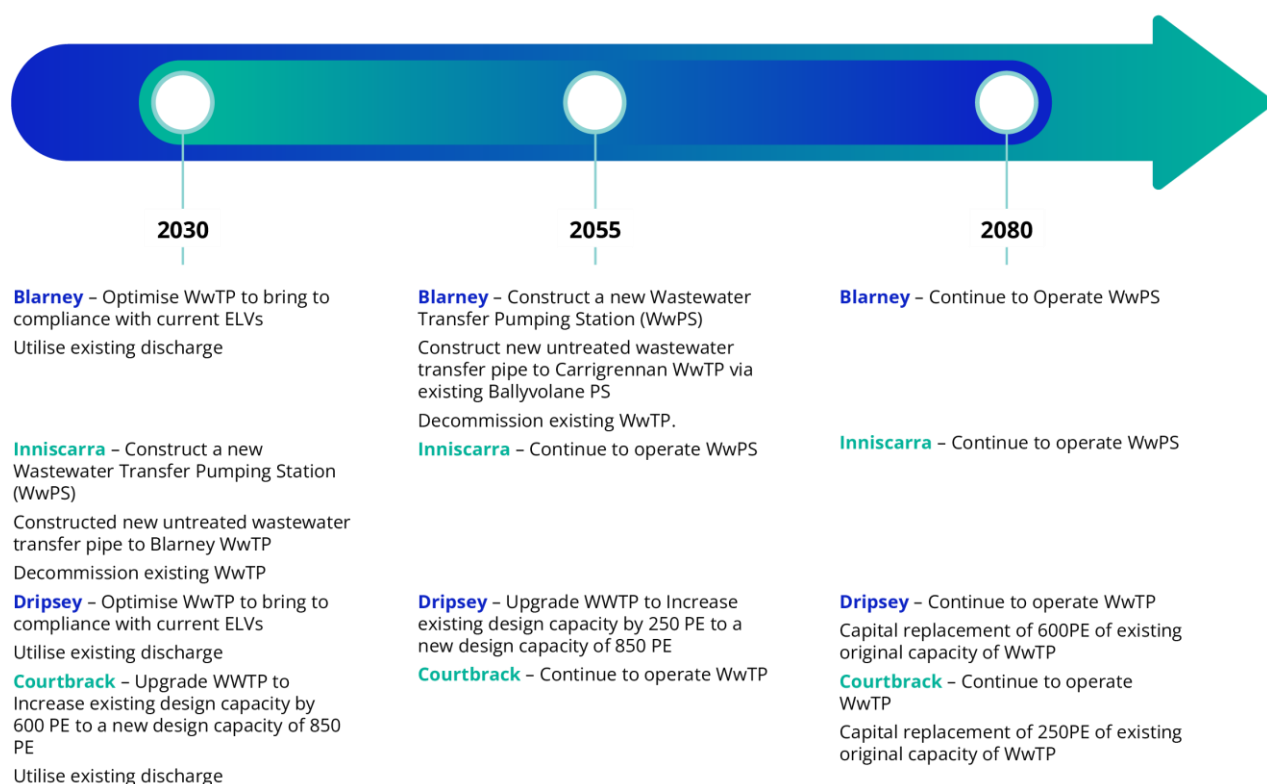 2030
Blarney – Optimise WwTP to bring to
compliance with current ELVs
Utilise existing discharge
Inniscarra – Construct a new
Wastewater Transfer Pumping Station
(WwPS)
Constructed new untreated wastewater
transfer pipe to Blarney WwTP
Decommission existing WwTP
Dripsey – Optimise WwTP to bring to
compliance with current ELVs
Utilise existing discharge
Courtbrack – Upgrade WWTP to
Increase existing design capacity by
600 PE to a new design capacity of 850
PE
Utilise existing discharge
2055
Blarney – Construct a new Wastewater
Transfer Pumping Station (WwPS)
Construct new untreated wastewater
transfer pipe to Carrigrennan WwTP via
existing Ballyvolane PS
Decommission existing WwTP.
Inniscarra – Continue to operate WwPS
Dripsey – Upgrade WWTP to Increase
existing design capacity by 250 PE to a
new design capacity of 850 PE
Courtbrack – Continue to operate WwTP
2080
Blarney – Continue to Operate WwPS
Inniscarra – Continue to operate WwPS
Dripsey – Continue to operate WwTP
Capital replacement of 600PE of existing
original capacity of WwTP
Courtbrack – Continue to operate
WwTP
Capital replacement of 250PE of existing
original capacity of WwTP